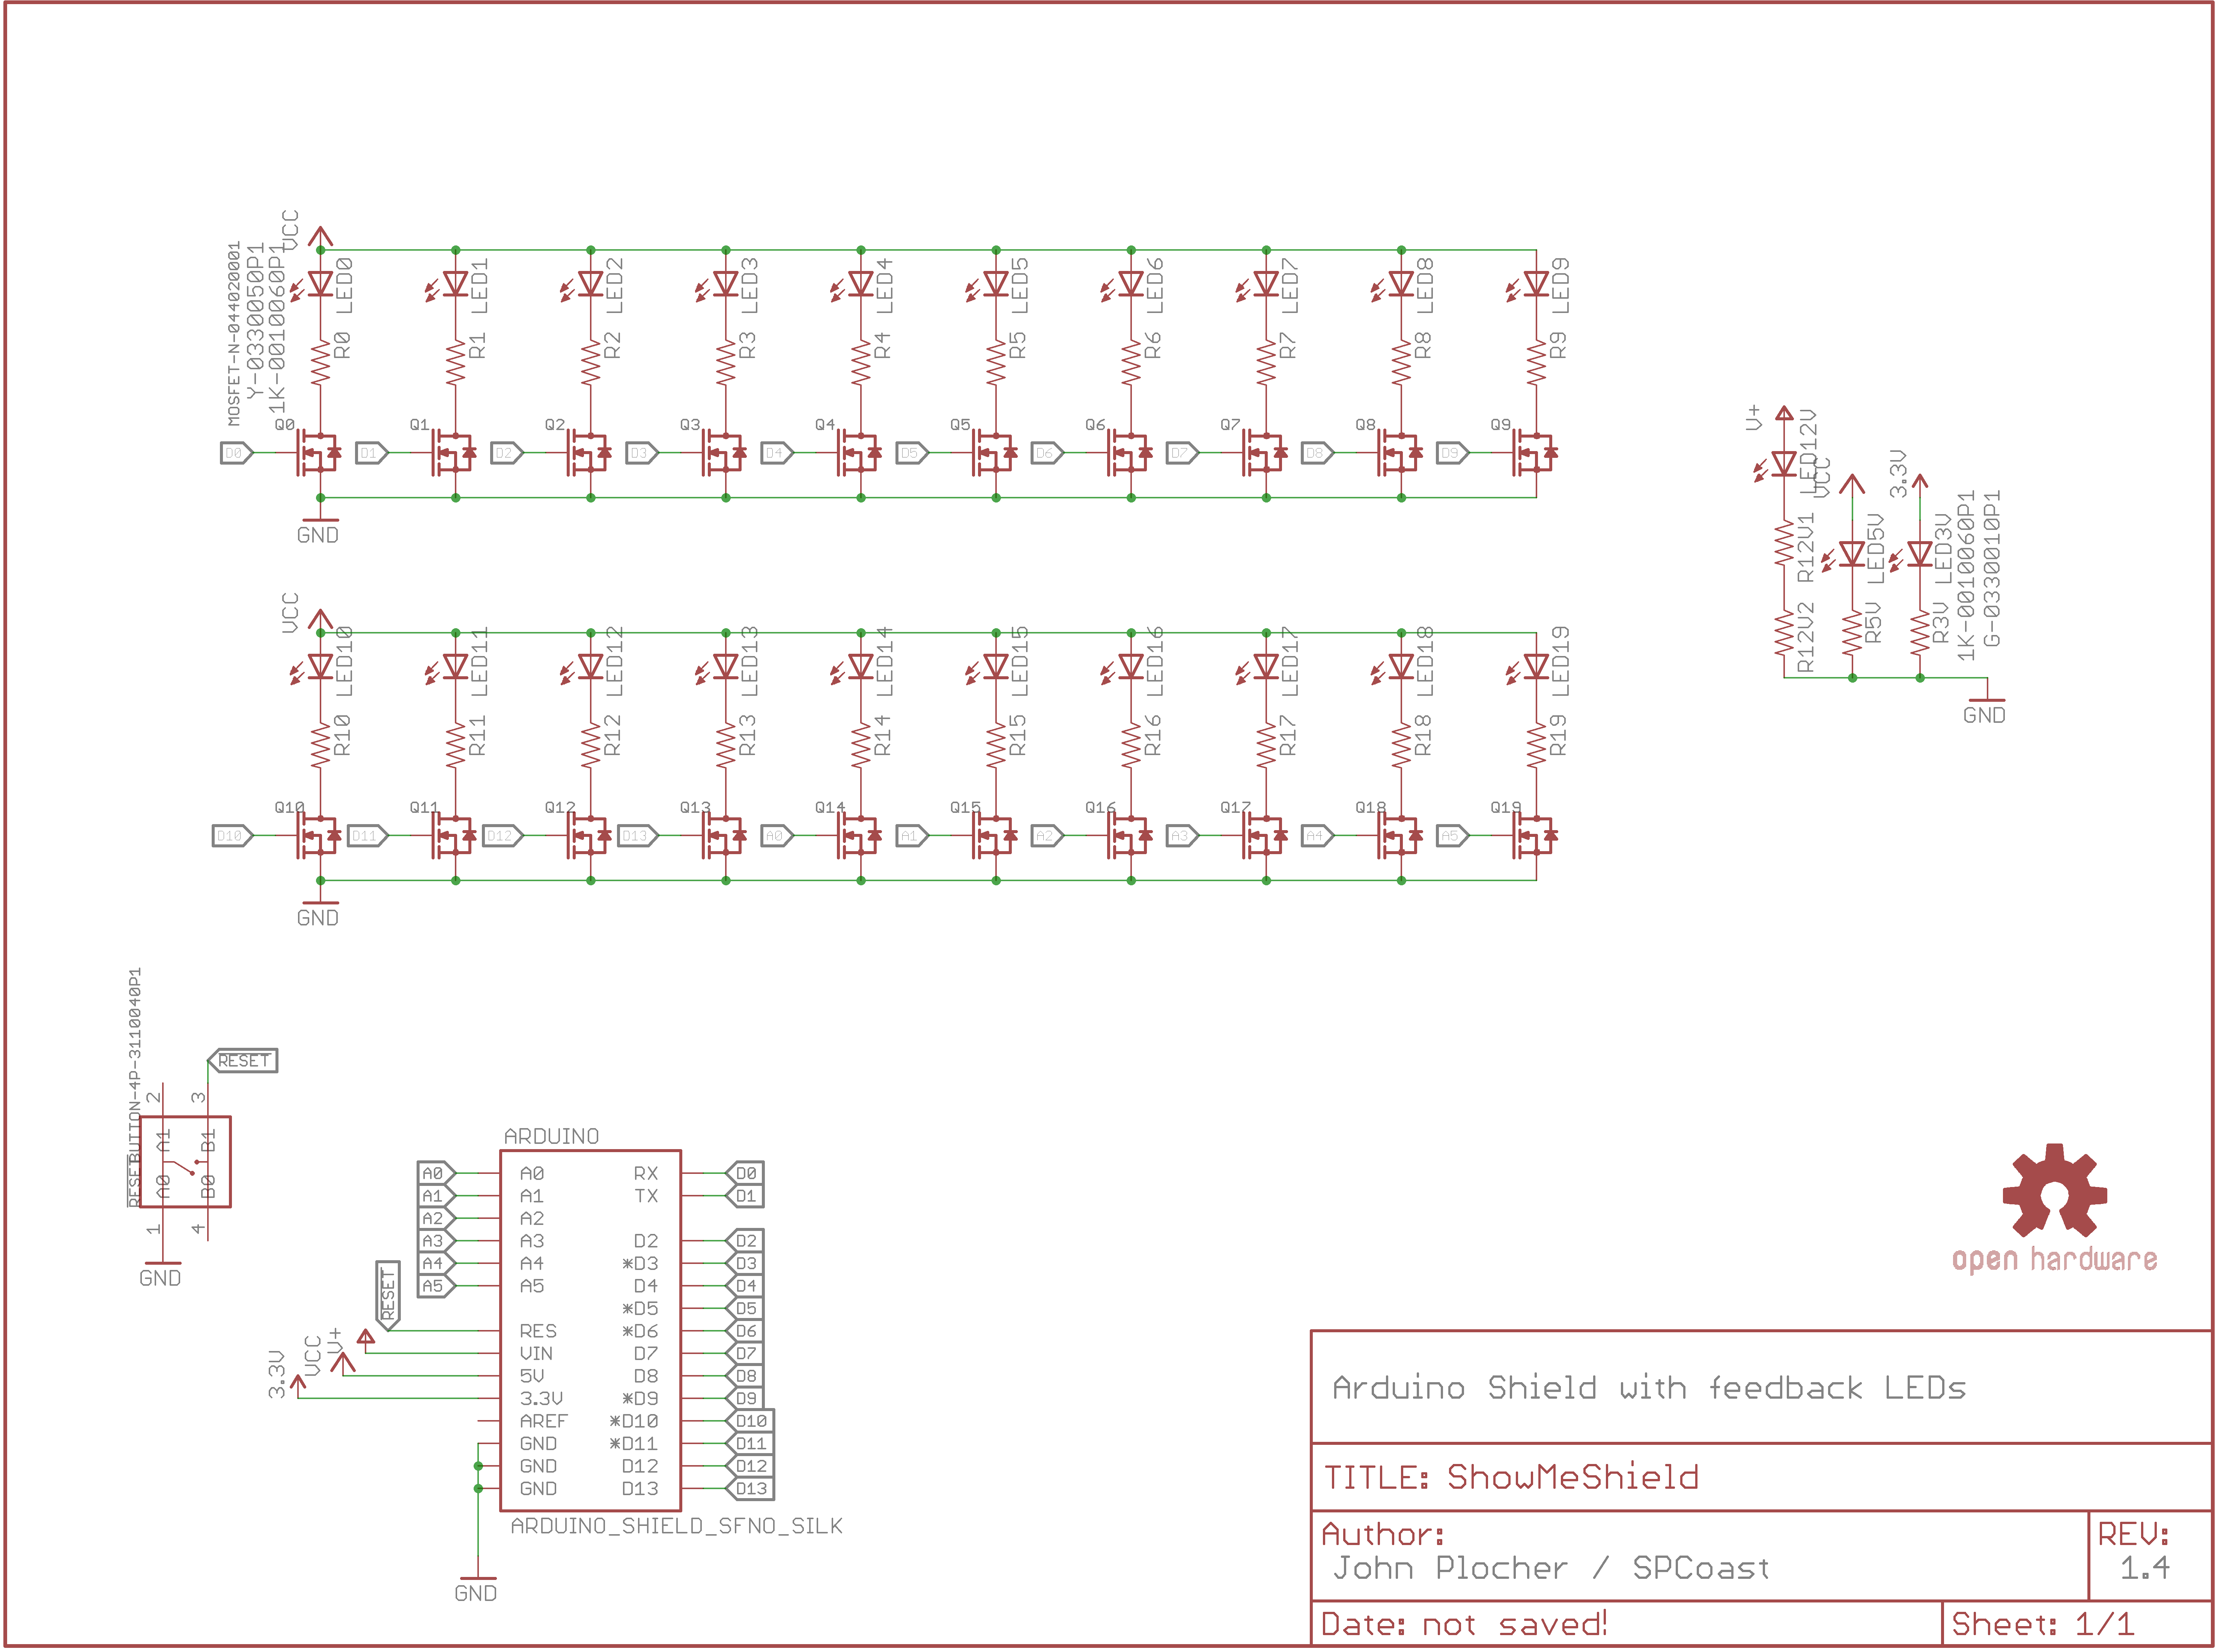 VCC
MOSFET-N-044020001
Y-0330050P1
1K-0010060P1
LED0 LED1 LED2 LED3 LED4 LED5 LED6 LED7 LED8 LED9
R0 R1 R2 R3 R4 R5 R6 R7 R8 R9
Q0 Q1 Q2 Q3 Q4 Q5 Q6 Q7 Q8 Q9
D0 D1 D2 D3 D4 D5 D6 D7 D8 D9
GND
VCC
LED10 LED11 LED12 LED13 LED14 LED15 LED16 LED17 LED18 LED19
R10 R11 R12 R13 R14 R15 R16 R17 R18 R19
Q10 Q11 Q12 Q13 Q14 Q15 Q16 Q17 Q18 Q19
D10 D11 D12 D13 A0 A1 A2 A3 A4 A5
GND
V+
LED12V
VCC
3.3V
R12V1
LED5V
LED3V
R12V2
R5V
R3V
1K-0010060P1
G-0330010P1
GND
BUTTON-4P-3110040P1
RESET
RESET
2 3
A1 B1
A0 B0
1 4
GND
ARDUINO
A0 A0 RX D0
A1 A1 TX D1
A2 A2
A3 A3 D2 D2
A4 A4 *D3 D3
A5 A5 D4 D4
*D5 D5
RESET RES *D6 D6
V+ VIN D7 D7
VCC 5V D8 D8
3.3V 3.3V *D9 D9
AREF *D10 D10
GND *D11 D11
GND D12 D12
GND D13 D13
ARDUINO_SHIELD_SFNO_SILK
GND
open hardware
Arduino Shield with feedback LEDs
TITLE: ShowMeShield
Author:
John Plocher / SPCoast
REV:
1.4
Date: not saved!
Sheet: 1/1